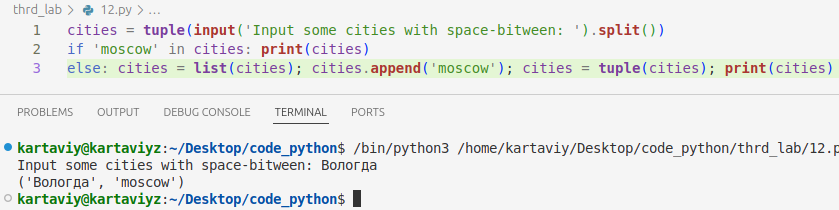 thrd_lab > 12.py > ...
1 cities = tuple(input('Input some cities with space-bitween: ').split())
2 if 'moscow' in cities: print(cities)
3 else: cities = list(cities); cities.append('moscow'); cities = tuple(cities); print(cities)
PROBLEMS OUTPUT DEBUG CONSOLE TERMINAL PORTS
kartaviy@kartaviyz:~/Desktop/code_python$ /bin/python3 /home/kartaviy/Desktop/code_python/thrd_lab/12.p
Input some cities with space-bitween: Вологда
('Вологда', 'moscow')
kartaviy@kartaviyz:~/Desktop/code_python$